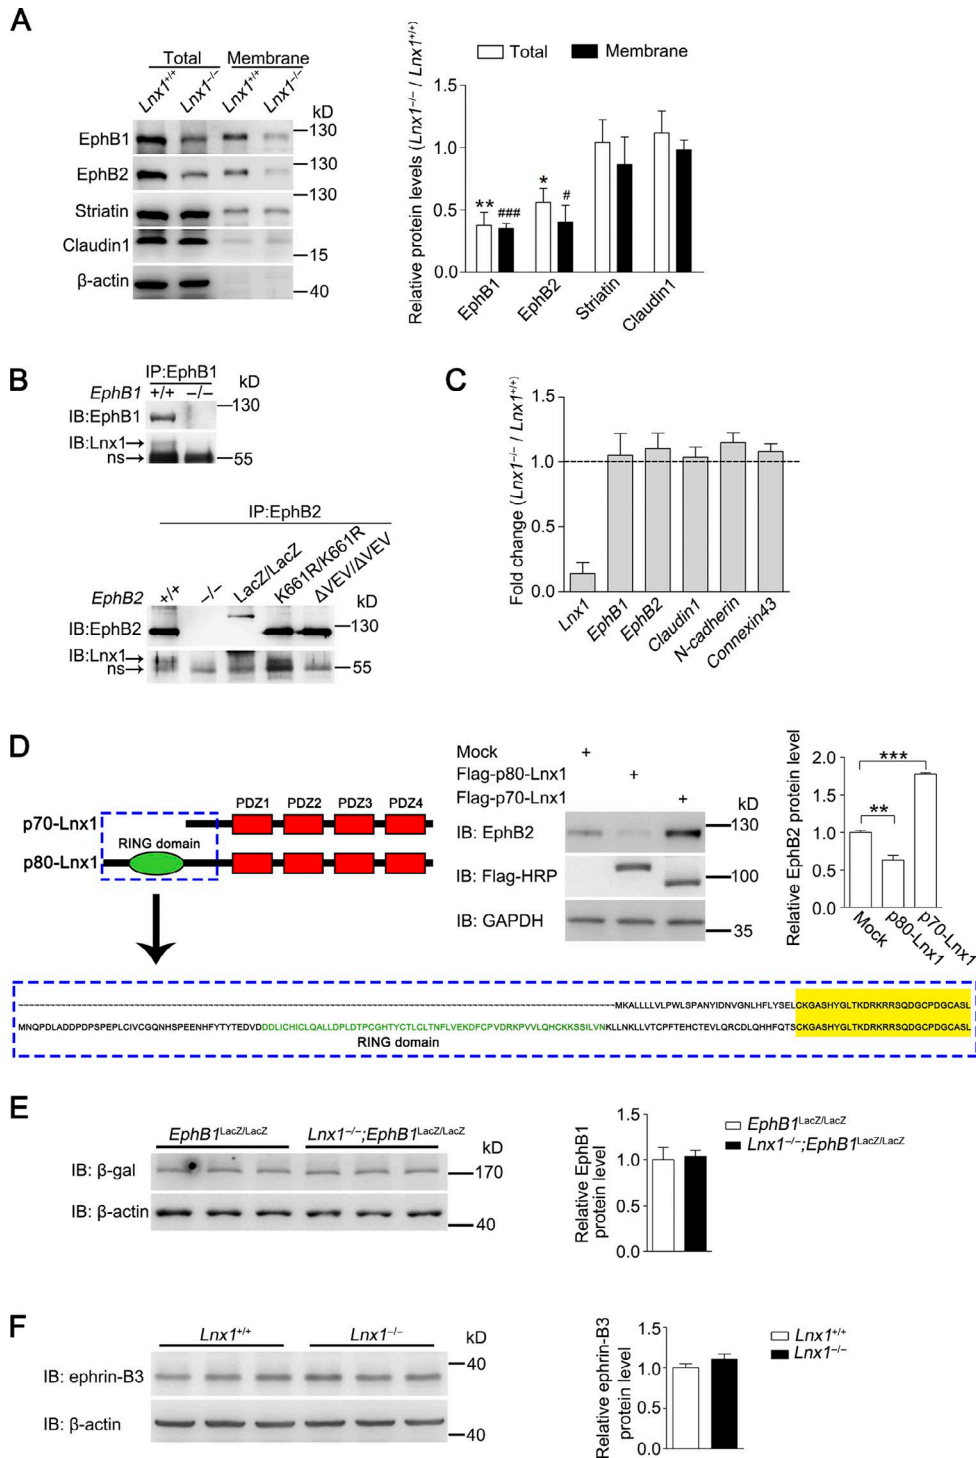 A
Total Membrane
Lnx1+/+ Lnx1−/− Lnx1+/+ Lnx1−/−
kD
EphB1
130
EphB2
130
Striatin
130
Claudin1
15
β-actin
40
Total Membrane
Relative protein levels (Lnx1−/− / Lnx1+/+)
1.5
1.0
0.5
0.0
** ### * #
EphB1 EphB2 Striatin Claudin1
B
IP:EphB1
EphB1 +/+ −/− kD
IB:EphB1
130
IB:Lnx1→
ns→
55
IP:EphB2
EphB2 +/+ −/− LacZ/LacZ K661R/K661R ΔVEV/ΔVEV kD
IB:EphB2
130
IB:Lnx1→
ns→
55
C
Fold change (Lnx1−/− / Lnx1+/+)
1.5
1.0
0.5
0.0
Lnx1 EphB1 EphB2 Claudin1 N-cadherin Connexin43
D
PDZ1 PDZ2 PDZ3 PDZ4
p70-Lnx1
RING domain
p80-Lnx1
Mock +
Flag-p80-Lnx1 +
Flag-p70-Lnx1 + kD
IB: EphB2
130
IB: Flag-HRP
100
IB: GAPDH
35
Relative EphB2 protein level
2.0
1.0
0.0
***
**
Mock p80-Lnx1 p70-Lnx1
MKALLLLVLPWLSPANYIDNVGNLHFLYSELCKGASHYGLTKDRKRRSQDGCPDGCASL
MNQPDLADDPDPSPEPLCIVCGQNHSPEENHFYTYTEDVDDDLICHICLQALLDPLDTPCGHTYCTLCLTNFLVEKDFCPVDRKPVVLQHCKKSSILVNKLLNKLLVTCPFTEHCTEVLQRCDLQHHFQTSCKGASHYGLTKDRKRRSQDGCPDGCASL
RING domain
E
EphB1LacZ/LacZ Lnx1−/−;EphB1LacZ/LacZ
kD
IB: β-gal
170
IB: β-actin
40
Relative EphB1
protein level
1.5
1.0
0.5
0.0
EphB1LacZ/LacZ
Lnx1−/−;EphB1LacZ/LacZ
F
Lnx1+/+ Lnx1−/−
kD
40
IB: ephrin-B3
IB: β-actin
40
Relative ephrin-B3
protein level
1.5
1.0
0.5
0.0
Lnx1+/+
Lnx1−/−